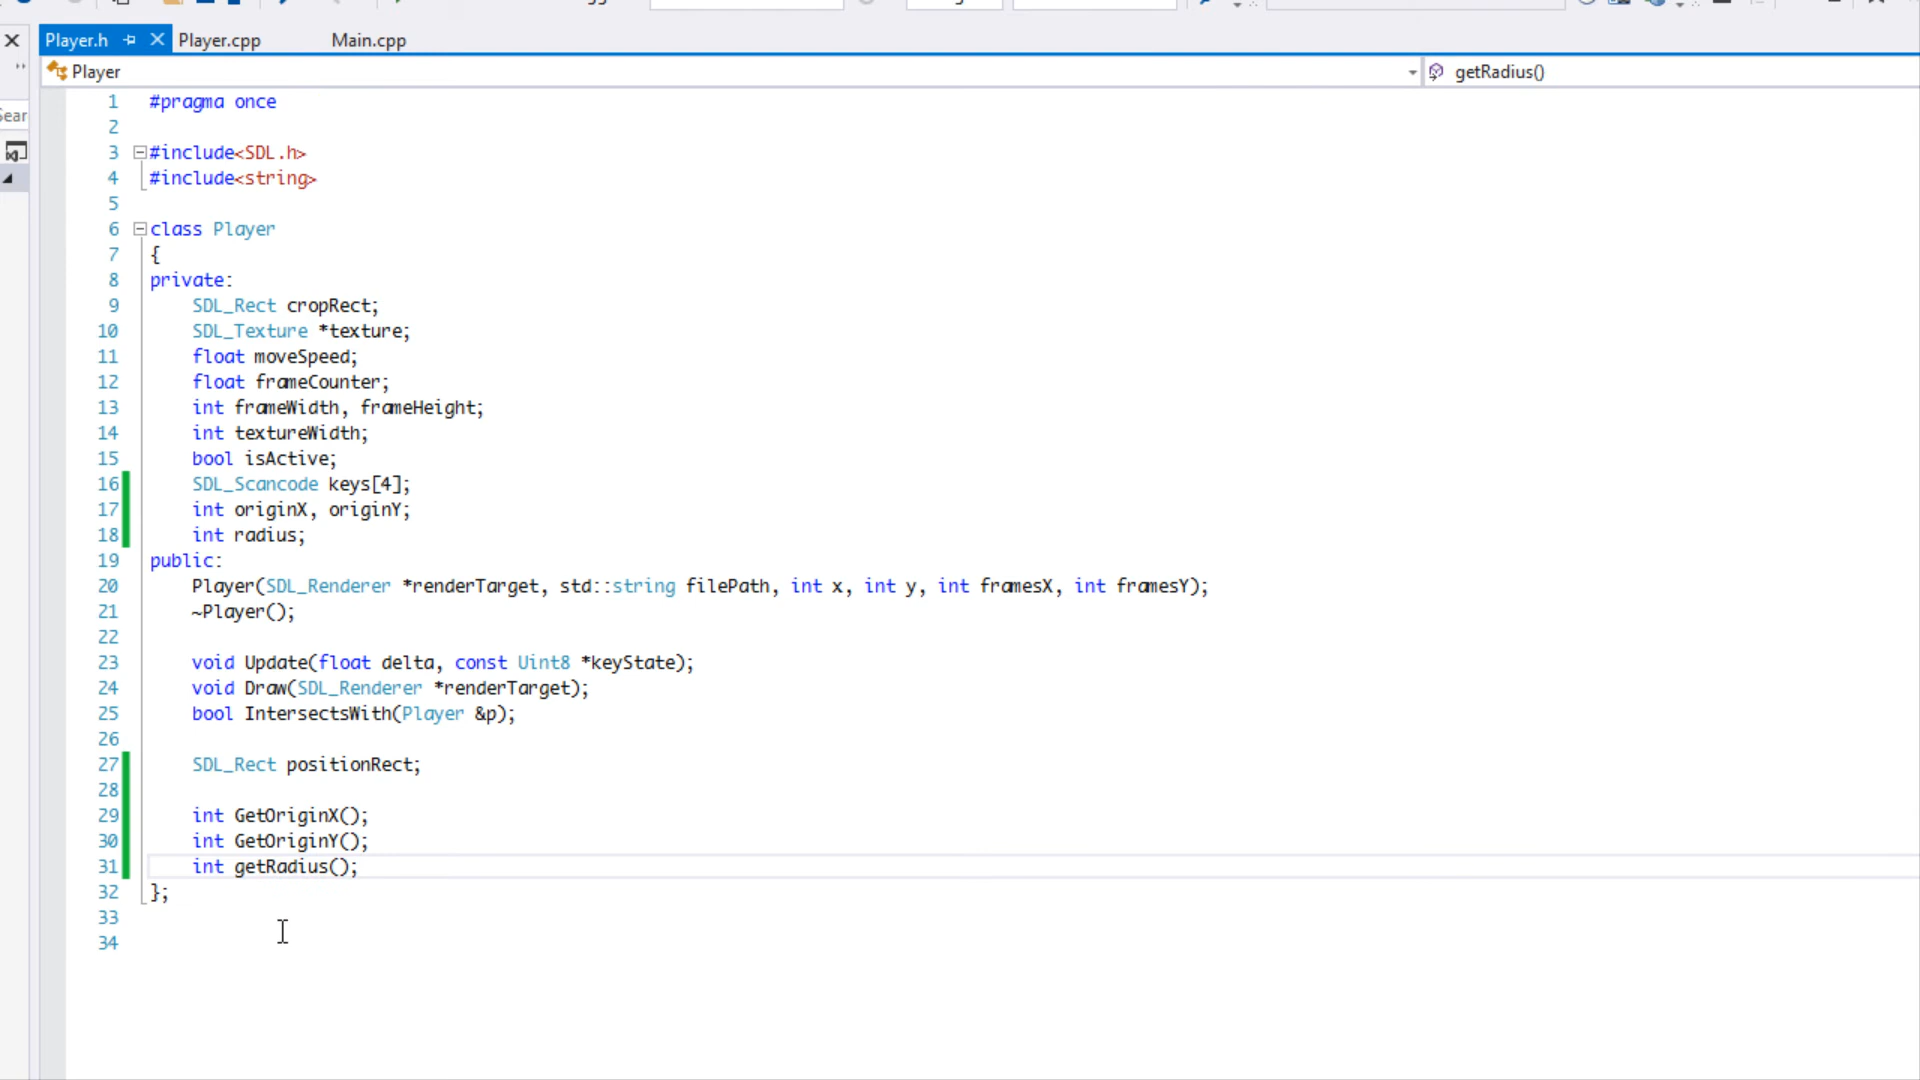 Player.h Player.cpp Main.cpp
Player getRadius()
Sear
1 #pragma once
2
3 #include<SDL.h>
4 #include<string>
5
6 class Player
7 {
8 private:
9 SDL_Rect cropRect;
10 SDL_Texture *texture;
11 float moveSpeed;
12 float frameCounter;
13 int frameWidth, frameHeight;
14 int textureWidth;
15 bool isActive;
16 SDL_Scancode keys[4];
17 int originX, originY;
18 int radius;
19 public:
20 Player(SDL_Renderer *renderTarget, std::string filePath, int x, int y, int framesX, int framesY);
21 ~Player();
22
23 void Update(float delta, const Uint8 *keyState);
24 void Draw(SDL_Renderer *renderTarget);
25 bool IntersectsWith(Player &p);
26
27 SDL_Rect positionRect;
28
29 int GetOriginX();
30 int GetOriginY();
31 int getRadius();
32 };
33
34